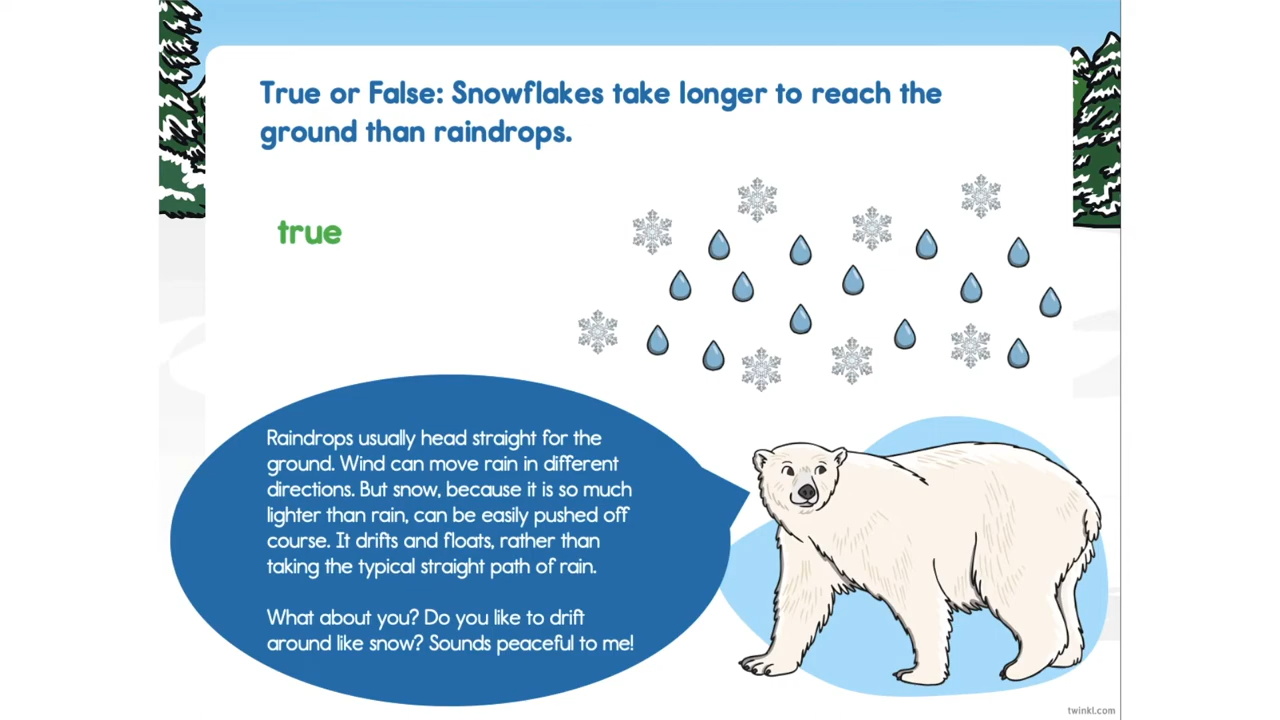 True or False: Snowflakes take longer to reach the
ground than raindrops.
true
Raindrops usually head straight for the
ground. Wind can move rain in different
directions. But snow, because it is so much
lighter than rain, can be easily pushed off
course. It drifts and floats, rather than
taking the typical straight path of rain.
What about you? Do you like to drift
around like snow? Sounds peaceful to me!
twinkl.com